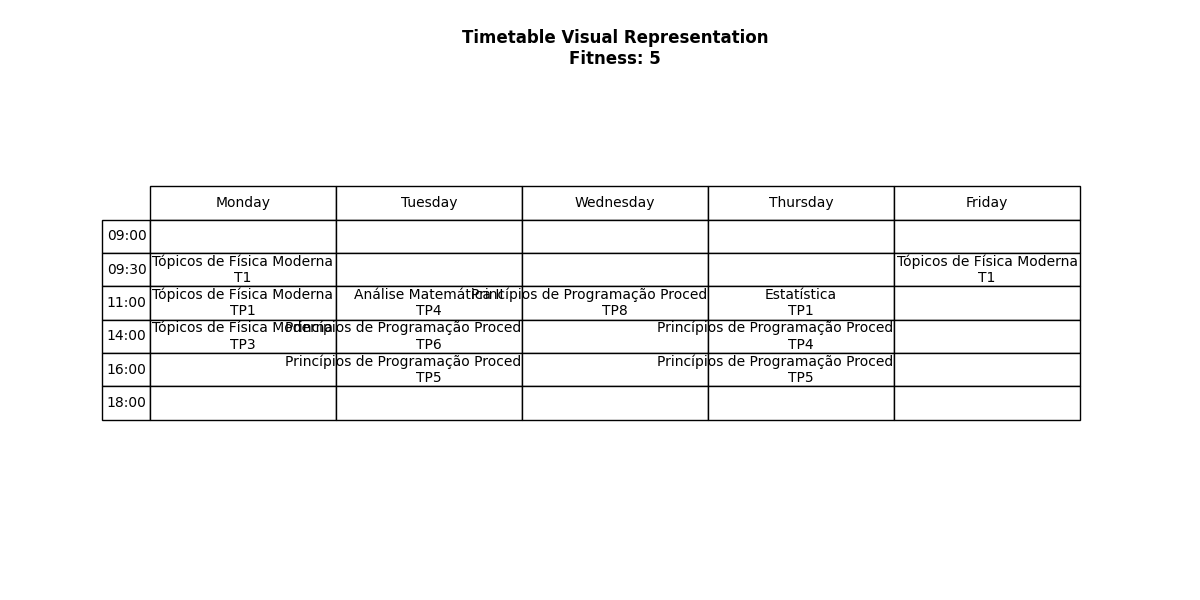 Timetable Visual Representation
Fitness: 5
Monday Tuesday Wednesday Thursday Friday
09:00
09:30 Tópicos de Física Moderna T1 Tópicos de Física Moderna T1
11:00 Tópicos de Física Moderna TP1 Análise Matemática II TP4 Princípios de Programação Proced TP8 Estatística TP1
14:00 Tópicos de Física Moderna TP3 Princípios de Programação Proced TP6 Princípios de Programação Proced TP4
16:00 Princípios de Programação Proced TP5 Princípios de Programação Proced TP5
18:00